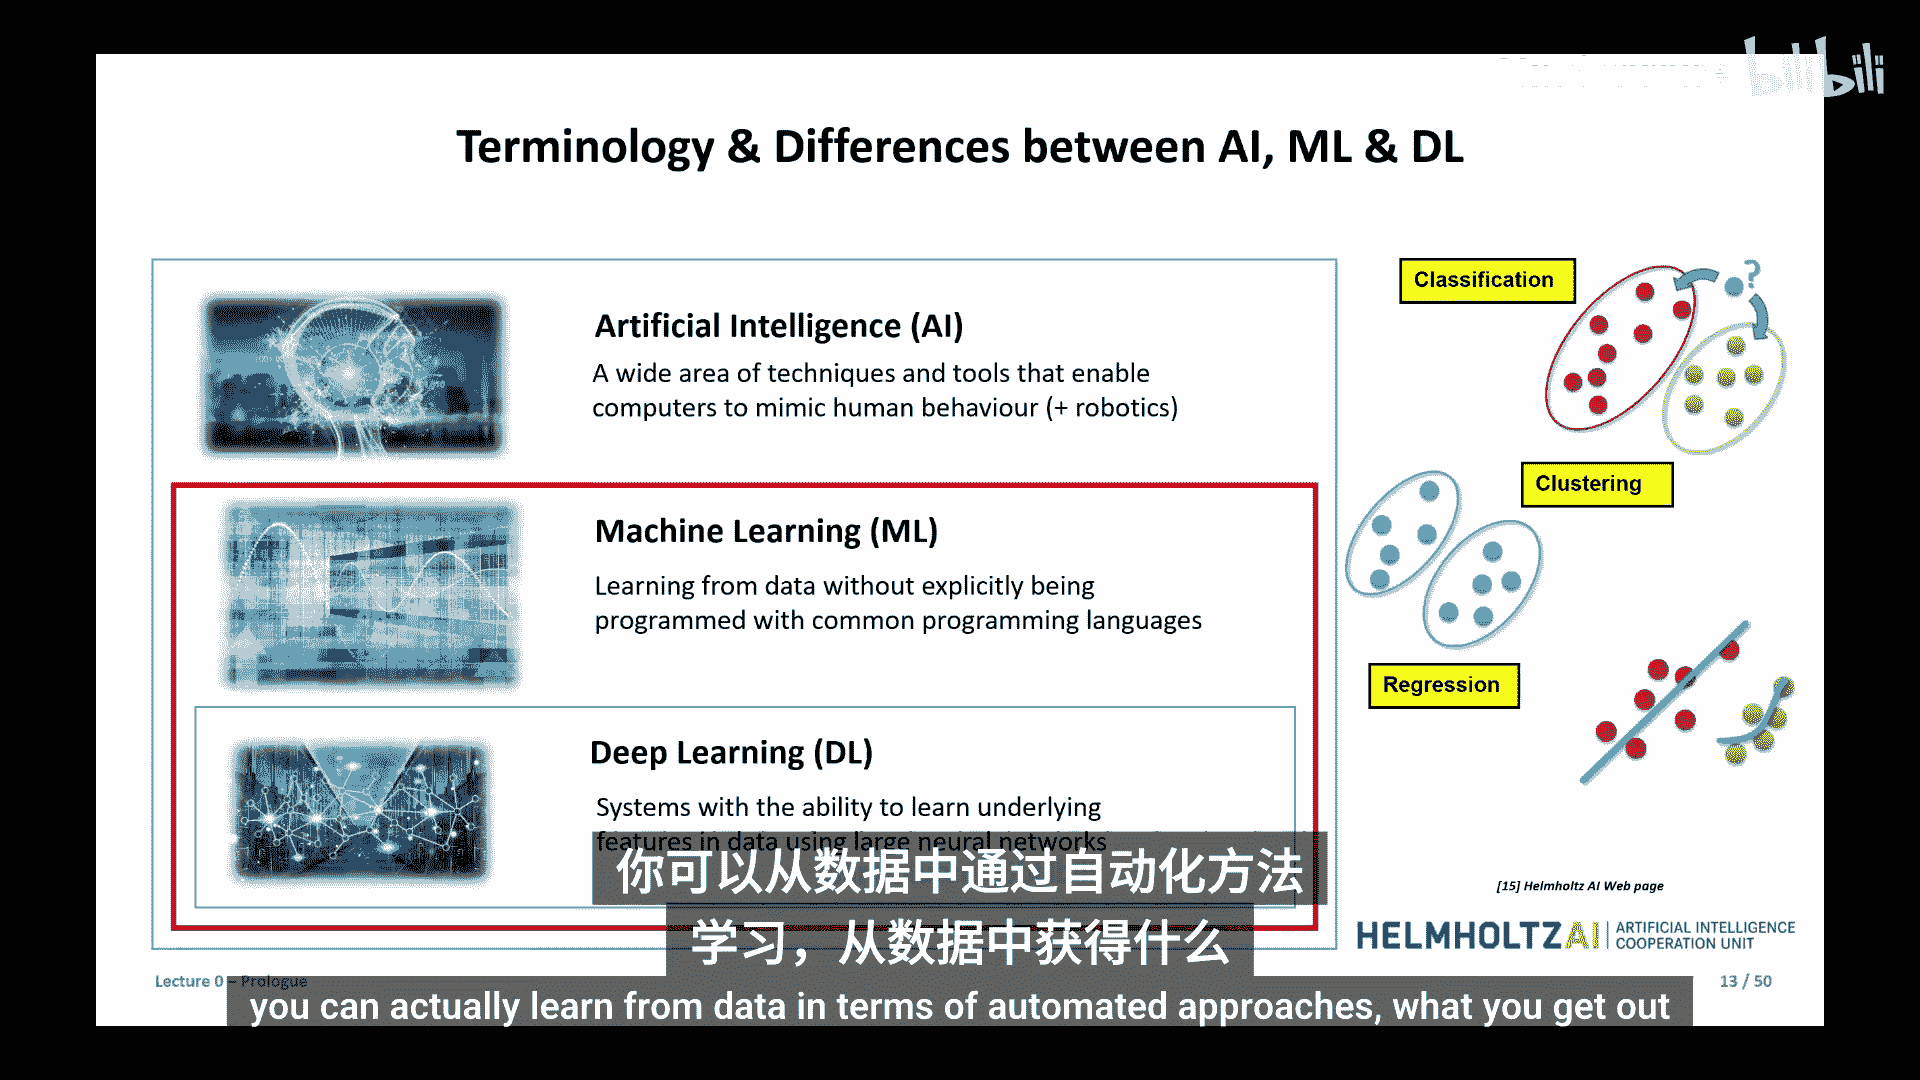 bilibili
Terminology & Differences between AI, ML & DL
Artificial Intelligence (AI)
A wide area of techniques and tools that enable
computers to mimic human behaviour (+ robotics)
Machine Learning (ML)
Learning from data without explicitly being
programmed with common programming languages
Deep Learning (DL)
Systems with the ability to learn underlying
features in data using large neural networks
Classification
?
Clustering
Regression
[15] Helmholtz AI Web page
HELMHOLTZ AI
ARTIFICIAL INTELLIGENCE
COOPERATION UNIT
Lecture 0 – Prologue
13 / 50
你可以从数据中通过自动化方法
学习，从数据中获得什么
you can actually learn from data in terms of automated approaches, what you get out